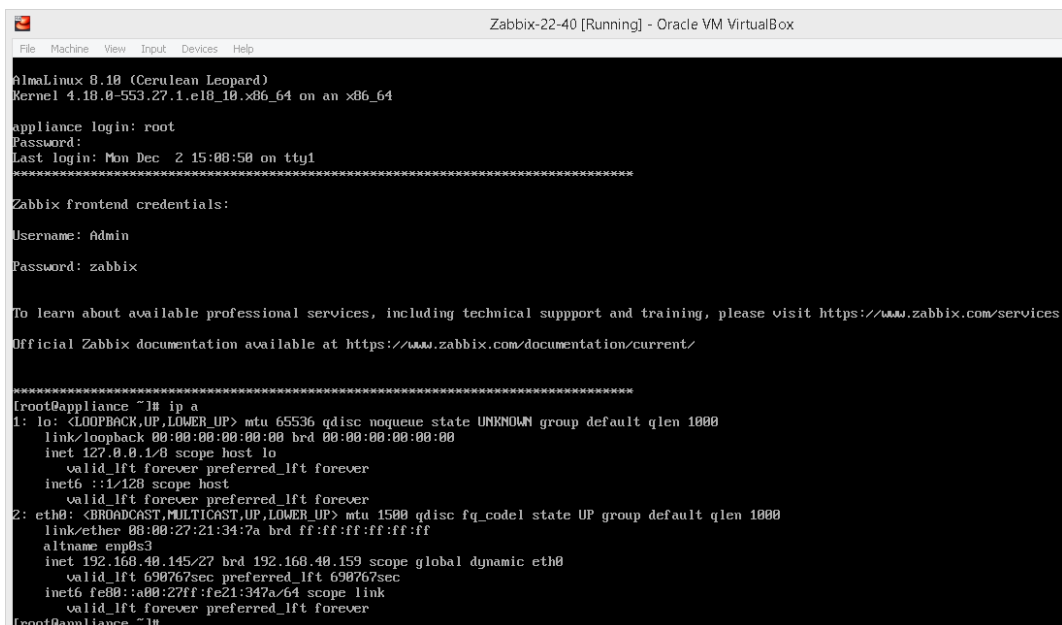 Zabbix-22-40 [Running] - Oracle VM VirtualBox
File Machine View Input Devices Help
AlmaLinux 8.10 (Cerulean Leopard)
Kernel 4.18.0-553.27.1.el8_10.x86_64 on an x86_64
appliance login: root
Password:
Last login: Mon Dec  2 15:08:50 on tty1
********************************************************************************
Zabbix frontend credentials:
Username: Admin
Password: zabbix
To learn about available professional services, including technical suppport and training, please visit https://www.zabbix.com/services
Official Zabbix documentation available at https://www.zabbix.com/documentation/current/
********************************************************************************
[root@appliance ~]# ip a
1: lo: <LOOPBACK,UP,LOWER_UP> mtu 65536 qdisc noqueue state UNKNOWN group default qlen 1000
    link/loopback 00:00:00:00:00:00 brd 00:00:00:00:00:00
    inet 127.0.0.1/8 scope host lo
       valid_lft forever preferred_lft forever
    inet6 ::1/128 scope host
       valid_lft forever preferred_lft forever
2: eth0: <BROADCAST,MULTICAST,UP,LOWER_UP> mtu 1500 qdisc fq_codel state UP group default qlen 1000
    link/ether 08:00:27:21:34:7a brd ff:ff:ff:ff:ff:ff
    altname enp0s3
    inet 192.168.40.145/27 brd 192.168.40.159 scope global dynamic eth0
       valid_lft 690767sec preferred_lft 690767sec
    inet6 fe80::a00:27ff:fe21:347a/64 scope link
       valid_lft forever preferred_lft forever
[root@appliance ~]#